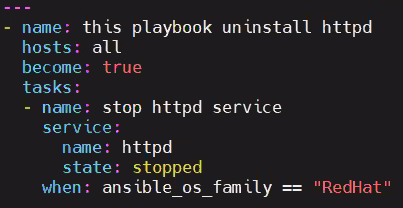 ---
- name: this playbook uninstall httpd
  hosts: all
  become: true
  tasks:
  - name: stop httpd service
    service:
      name: httpd
      state: stopped
    when: ansible_os_family == "RedHat"